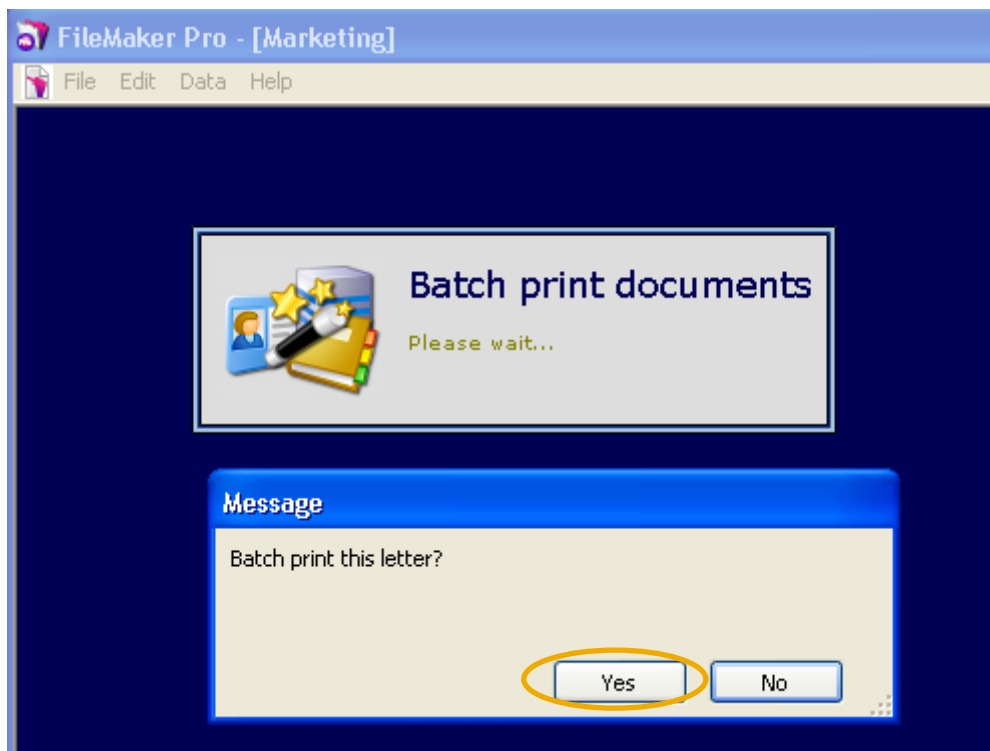 FileMaker Pro - [Marketing]
File Edit Data Help
Batch print documents
Please wait...
Message
Batch print this letter?
Yes No